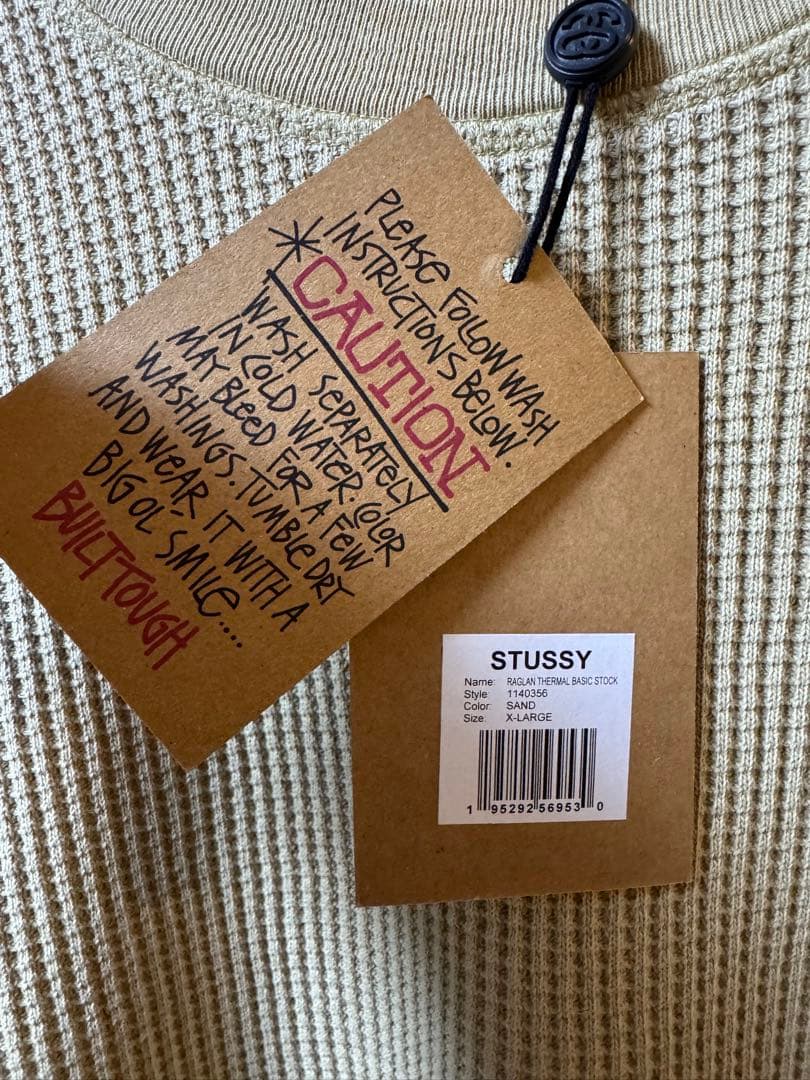 PLEASE FOLLOW WASH
INSTRUCTIONS BELOW.
*CAUTION
WASH SEPARATELY
IN COLD WATER. COLOR
MAY BLEED FOR A FEW
WASHINGS. TUMBLE DRY
AND WEAR IT WITH A
BIG OL SMILE....
BUILT TOUGH
STUSSY
Name: RAGLAN THERMAL BASIC STOCK
Style: 1140356
Color: SAND
Size: X-LARGE
1 95292 56953 0